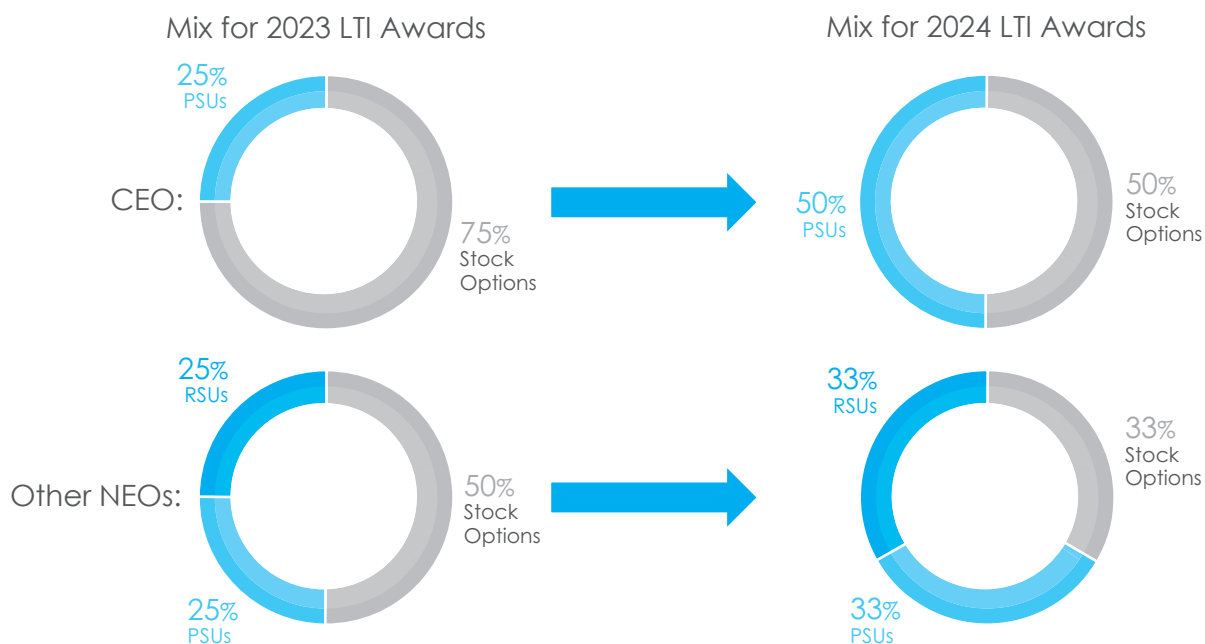 Mix for 2023 LTI Awards
Mix for 2024 LTI Awards
CEO:
25%
PSUs
75%
Stock
Options
50%
PSUs
50%
Stock
Options
Other NEOs:
25%
RSUs
50%
Stock
Options
25%
PSUs
33%
RSUs
33%
Stock
Options
33%
PSUs